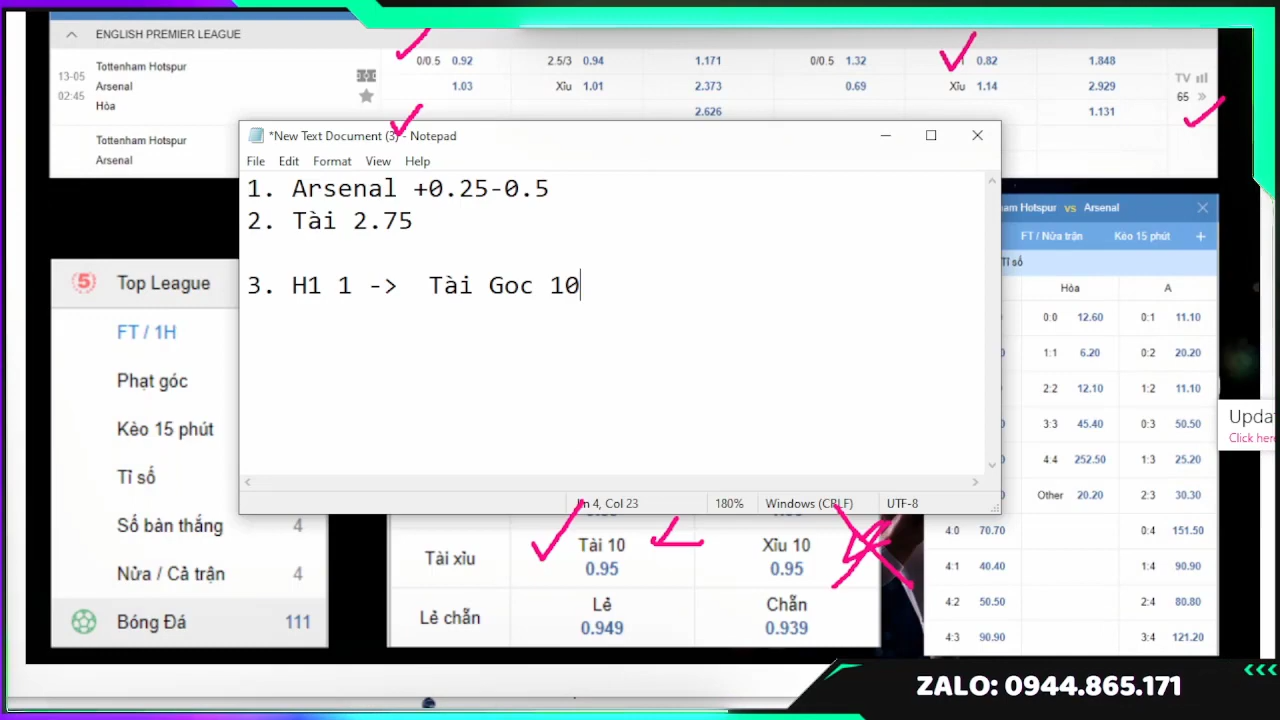 ENGLISH PREMIER LEAGUE
13-05
02:45
Tottenham Hotspur
Arsenal
Hòa
0/0.5 0.92
1.03
2.5/3 0.94
Xỉu 1.01
1.171
2.373
2.626
0/0.5 1.32
0.69
0.82
Xỉu 1.14
1.848
2.929
1.131
TV
65 »
Tottenham Hotspur
Arsenal
*New Text Document (3) - Notepad
File Edit Format View Help
1. Arsenal +0.25-0.5
2. Tài 2.75
3. H1 1 -> Tài Goc 10
Ln 4, Col 23
180%
Windows (CRLF)
UTF-8
Top League
FT / 1H
Phạt góc
Kèo 15 phút
Tỉ số
Số bàn thắng 4
Nửa / Cả trận 4
Bóng Đá 111
Tài xỉu
Tài 10
0.95
Xỉu 10
0.95
Lẻ chẵn
Lẻ
0.949
Chẵn
0.939
Hotspur vs Arsenal
FT / Nửa trận Kèo 15 phút +
Tỉ số
Hòa A
0:0 12.60 0:1 11.10
1:1 6.20 0:2 20.20
2:2 12.10 1:2 11.10
3:3 45.40 0:3 50.50
4:4 252.50 1:3 25.20
Other 20.20 2:3 30.30
4:0 70.70 0:4 151.50
4:1 40.40 1:4 90.90
4:2 50.50 2:4 80.80
4:3 90.90 3:4 121.20
Click here
ZALO: 0944.865.171